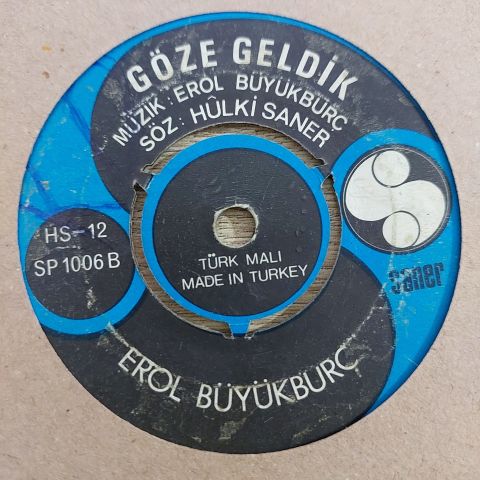 GÖZE GELDİK
MÜZİK : EROL BÜYÜKBURÇ
SÖZ : HÛLKİ SANER
HS-12
SP 1006 B
TÜRK MALI
MADE IN TURKEY
saner
EROL BÜYÜKBURÇ